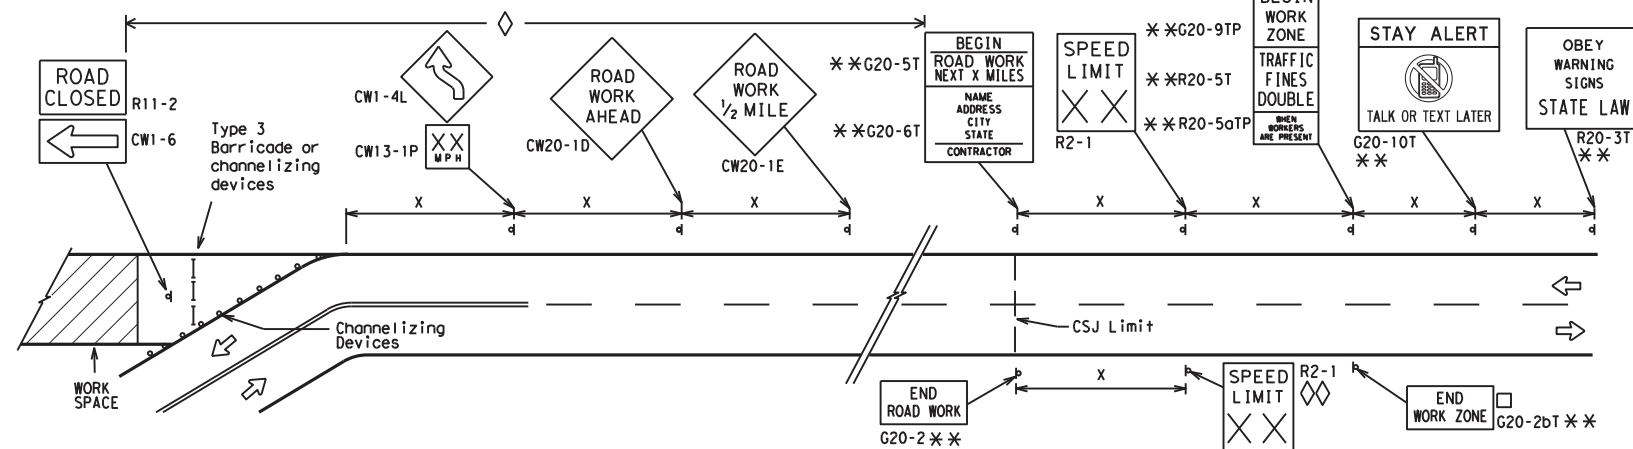 ROAD
CLOSED
R11-2
CW1-6
Type 3
Barricade or
channelizing
devices
CW1-4L
XX
MPH
CW13-1P
ROAD
WORK
AHEAD
CW20-1D
ROAD
WORK
1/2 MILE
CW20-1E
**G20-5T
BEGIN
ROAD WORK
NEXT X MILES
**G20-6T
NAME
ADDRESS
CITY
STATE
CONTRACTOR
SPEED
LIMIT
XX
R2-1
**G20-9TP
BEGIN
WORK
ZONE
**R20-5T
TRAFFIC
FINES
DOUBLE
**R20-5aTP
WHEN
WORKERS
ARE PRESENT
STAY ALERT
TALK OR TEXT LATER
G20-10T
**
OBEY
WARNING
SIGNS
STATE LAW
R20-3T
**
X
X
X
X
X
X
X
WORK
SPACE
Channelizing
Devices
CSJ Limit
END
ROAD WORK
G20-2**
X
SPEED
LIMIT
XX
R2-1
END
WORK ZONE
G20-2bT **